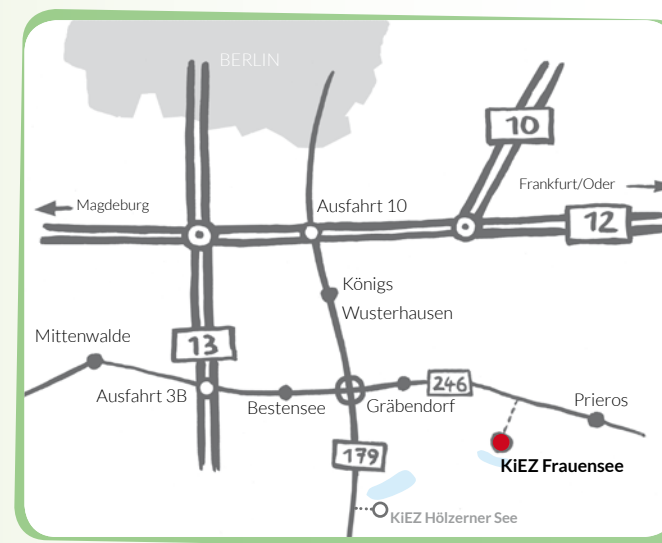 BERLIN
10
Frankfurt/Oder
Magdeburg
Ausfahrt 10
12
Königs
Wusterhausen
Mittenwalde
13
246
Ausfahrt 3B
Bestensee
Gräbendorf
Prieros
179
KiEZ Frauensee
KiEZ Hölzerner See